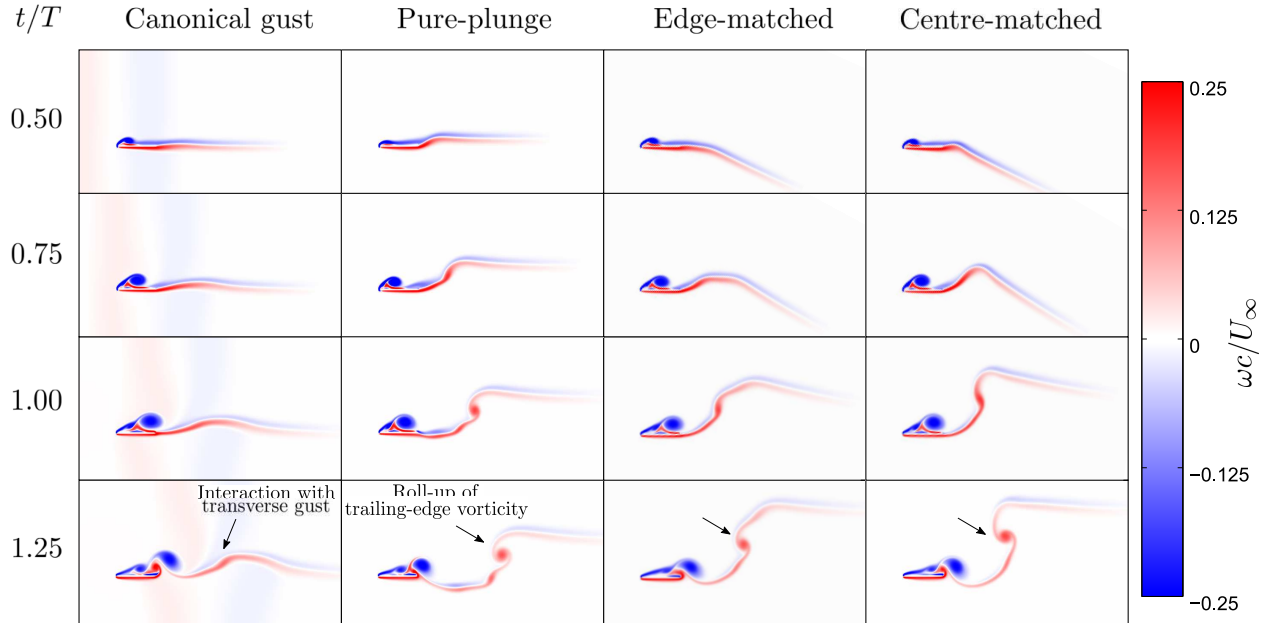 t/T Canonical gust Pure-plunge Edge-matched Centre-matched
0.50
0.75
1.00
1.25
Interaction with
transverse gust
Roll-up of
trailing-edge vorticity
0.25
0.125
0
−0.125
−0.25
ωc/U∞